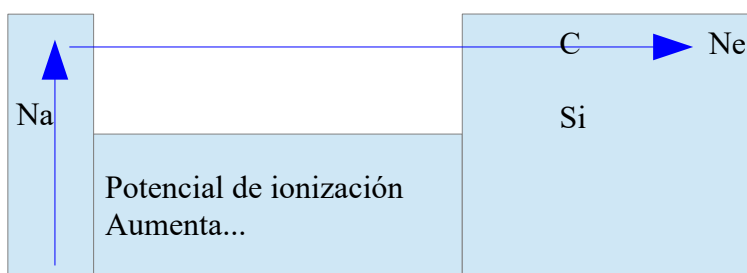 C
Ne
Na
Si
Potencial de ionización
Aumenta...